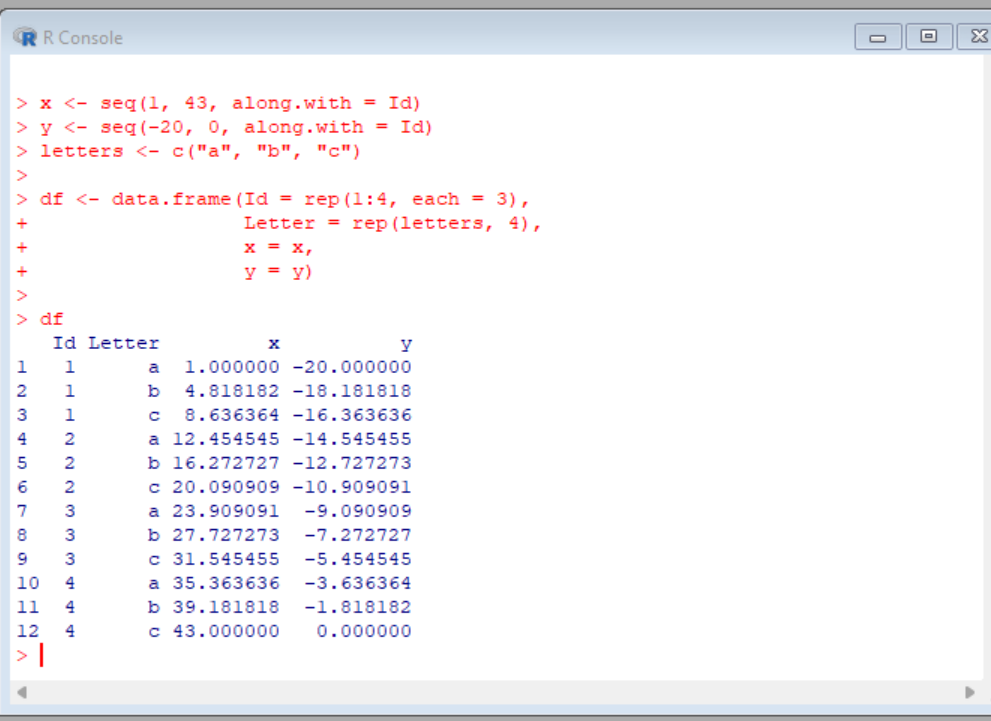 R Console
> x <- seq(1, 43, along.with = Id)
> y <- seq(-20, 0, along.with = Id)
> letters <- c("a", "b", "c")
>
> df <- data.frame(Id = rep(1:4, each = 3),
+                  Letter = rep(letters, 4),
+                  x = x,
+                  y = y)
>
> df
   Id Letter         x          y
1   1      a  1.000000 -20.000000
2   1      b  4.818182 -18.181818
3   1      c  8.636364 -16.363636
4   2      a 12.454545 -14.545455
5   2      b 16.272727 -12.727273
6   2      c 20.090909 -10.909091
7   3      a 23.909091  -9.090909
8   3      b 27.727273  -7.272727
9   3      c 31.545455  -5.454545
10  4      a 35.363636  -3.636364
11  4      b 39.181818  -1.818182
12  4      c 43.000000   0.000000
>